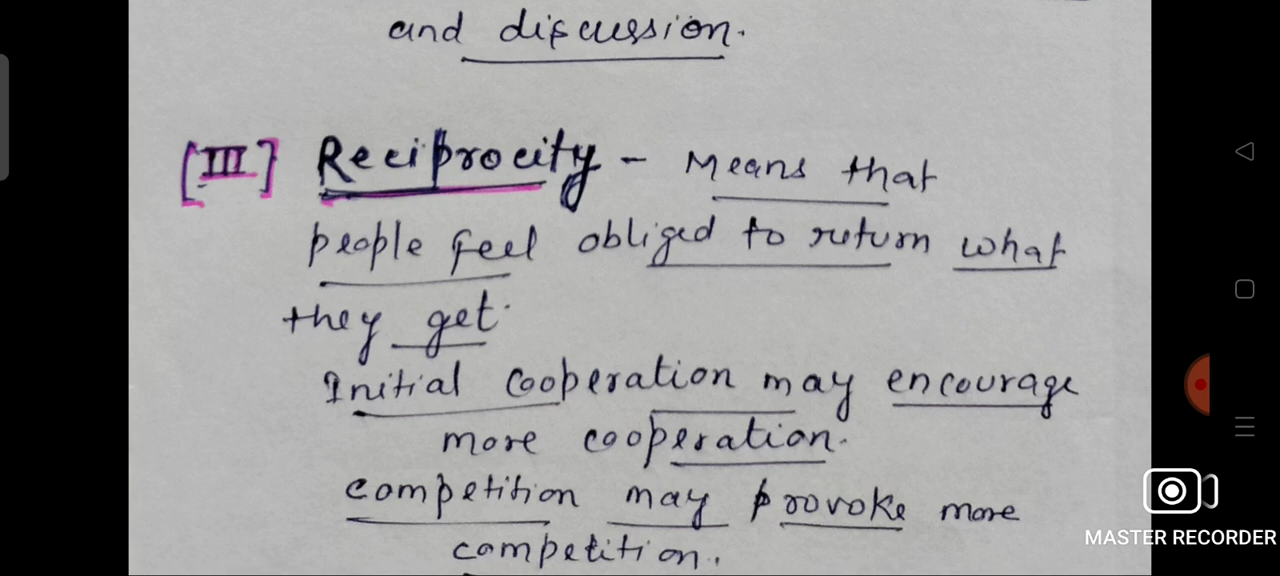 and discussion.
[III] Reciprocity - Means that
people feel obliged to return what
they get.
Initial cooperation may encourage
more cooperation.
competition may provoke more
competition.
MASTER RECORDER